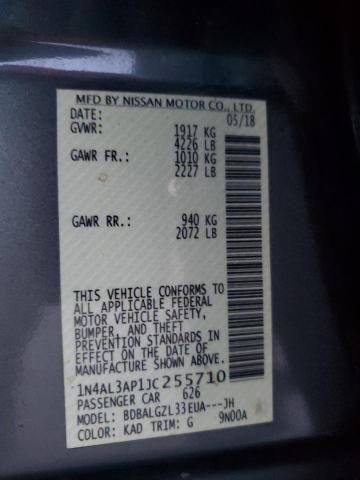 MFD BY NISSAN MOTOR CO., LTD.
DATE: 05/18
GVWR: 1917 KG
4226 LB
GAWR FR.: 1010 KG
2227 LB
GAWR RR.: 940 KG
2072 LB
THIS VEHICLE CONFORMS TO
ALL APPLICABLE FEDERAL
MOTOR VEHICLE SAFETY,
BUMPER, AND THEFT
PREVENTION STANDARDS IN
EFFECT ON THE DATE OF
MANUFACTURE SHOWN ABOVE.
1N4AL3AP1JC255710
PASSENGER CAR 626
MODEL: BDBALGZL33EUA---JH
COLOR: KAD TRIM: G 9N00A